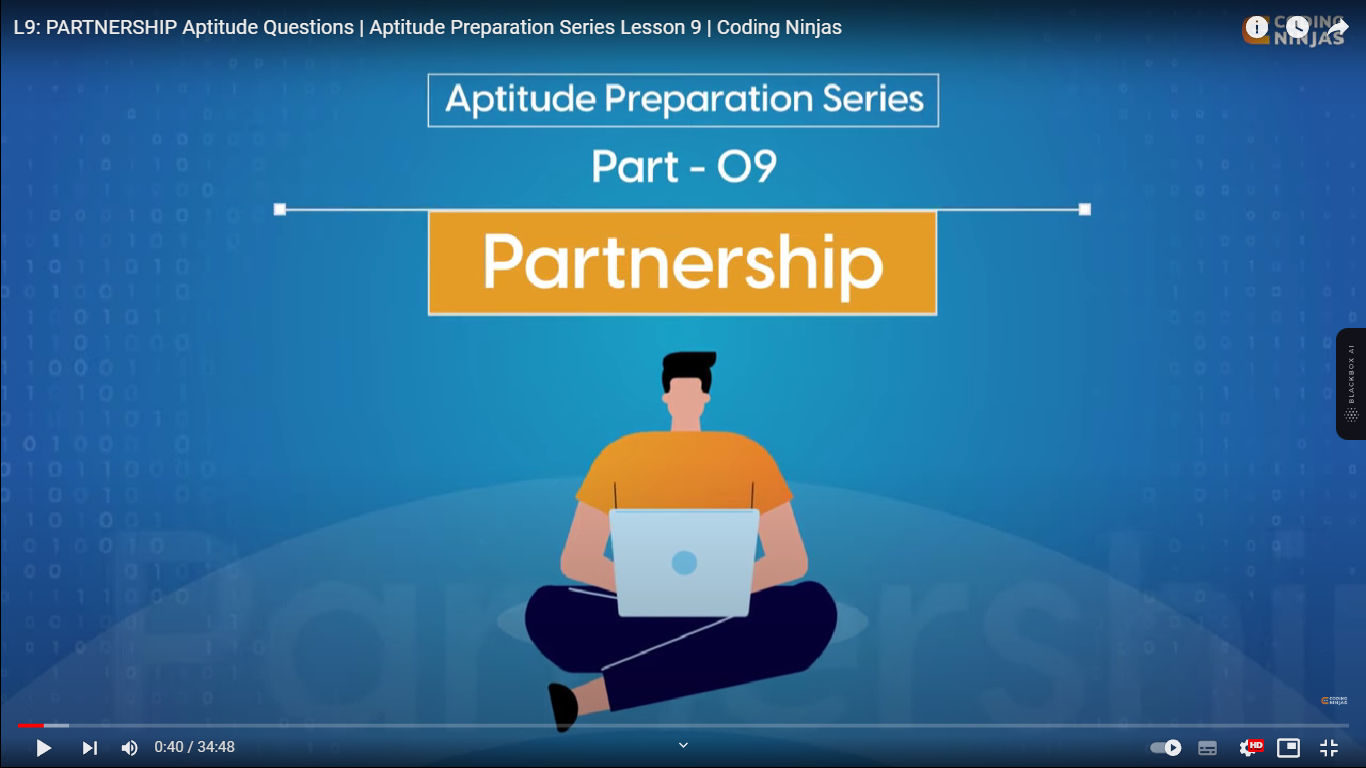 L9: PARTNERSHIP Aptitude Questions | Aptitude Preparation Series Lesson 9 | Coding Ninjas
CODING
NINJAS
Aptitude Preparation Series
Part - 09
Partnership
BLACKBOX AI
CODING
NINJAS
0:40 / 34:48
HD